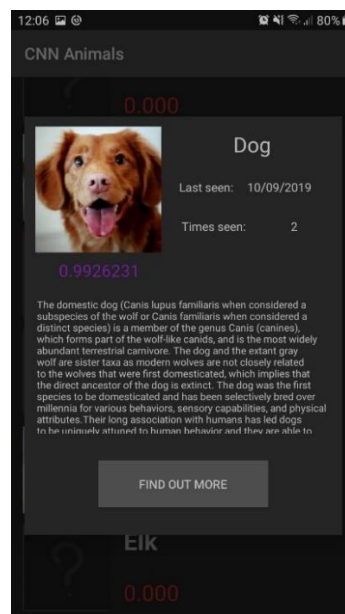 12:06 80%
CNN Animals
?
0.000
Dog
Last seen: 10/09/2019
Times seen: 2
0.9926231
The domestic dog (Canis lupus familiaris when considered a
subspecies of the wolf or Canis familiaris when considered a
distinct species) is a member of the genus Canis (canines),
which forms part of the wolf-like canids, and is the most widely
abundant terrestrial carnivore. The dog and the extant gray
wolf are sister taxa as modern wolves are not closely related
to the wolves that were first domesticated, which implies that
the direct ancestor of the dog is extinct. The dog was the first
species to be domesticated and has been selectively bred over
millennia for various behaviors, sensory capabilities, and physical
attributes.Their long association with humans has led dogs
to be uniquely attuned to human behavior and they are able to
FIND OUT MORE
Elk
?
0.000